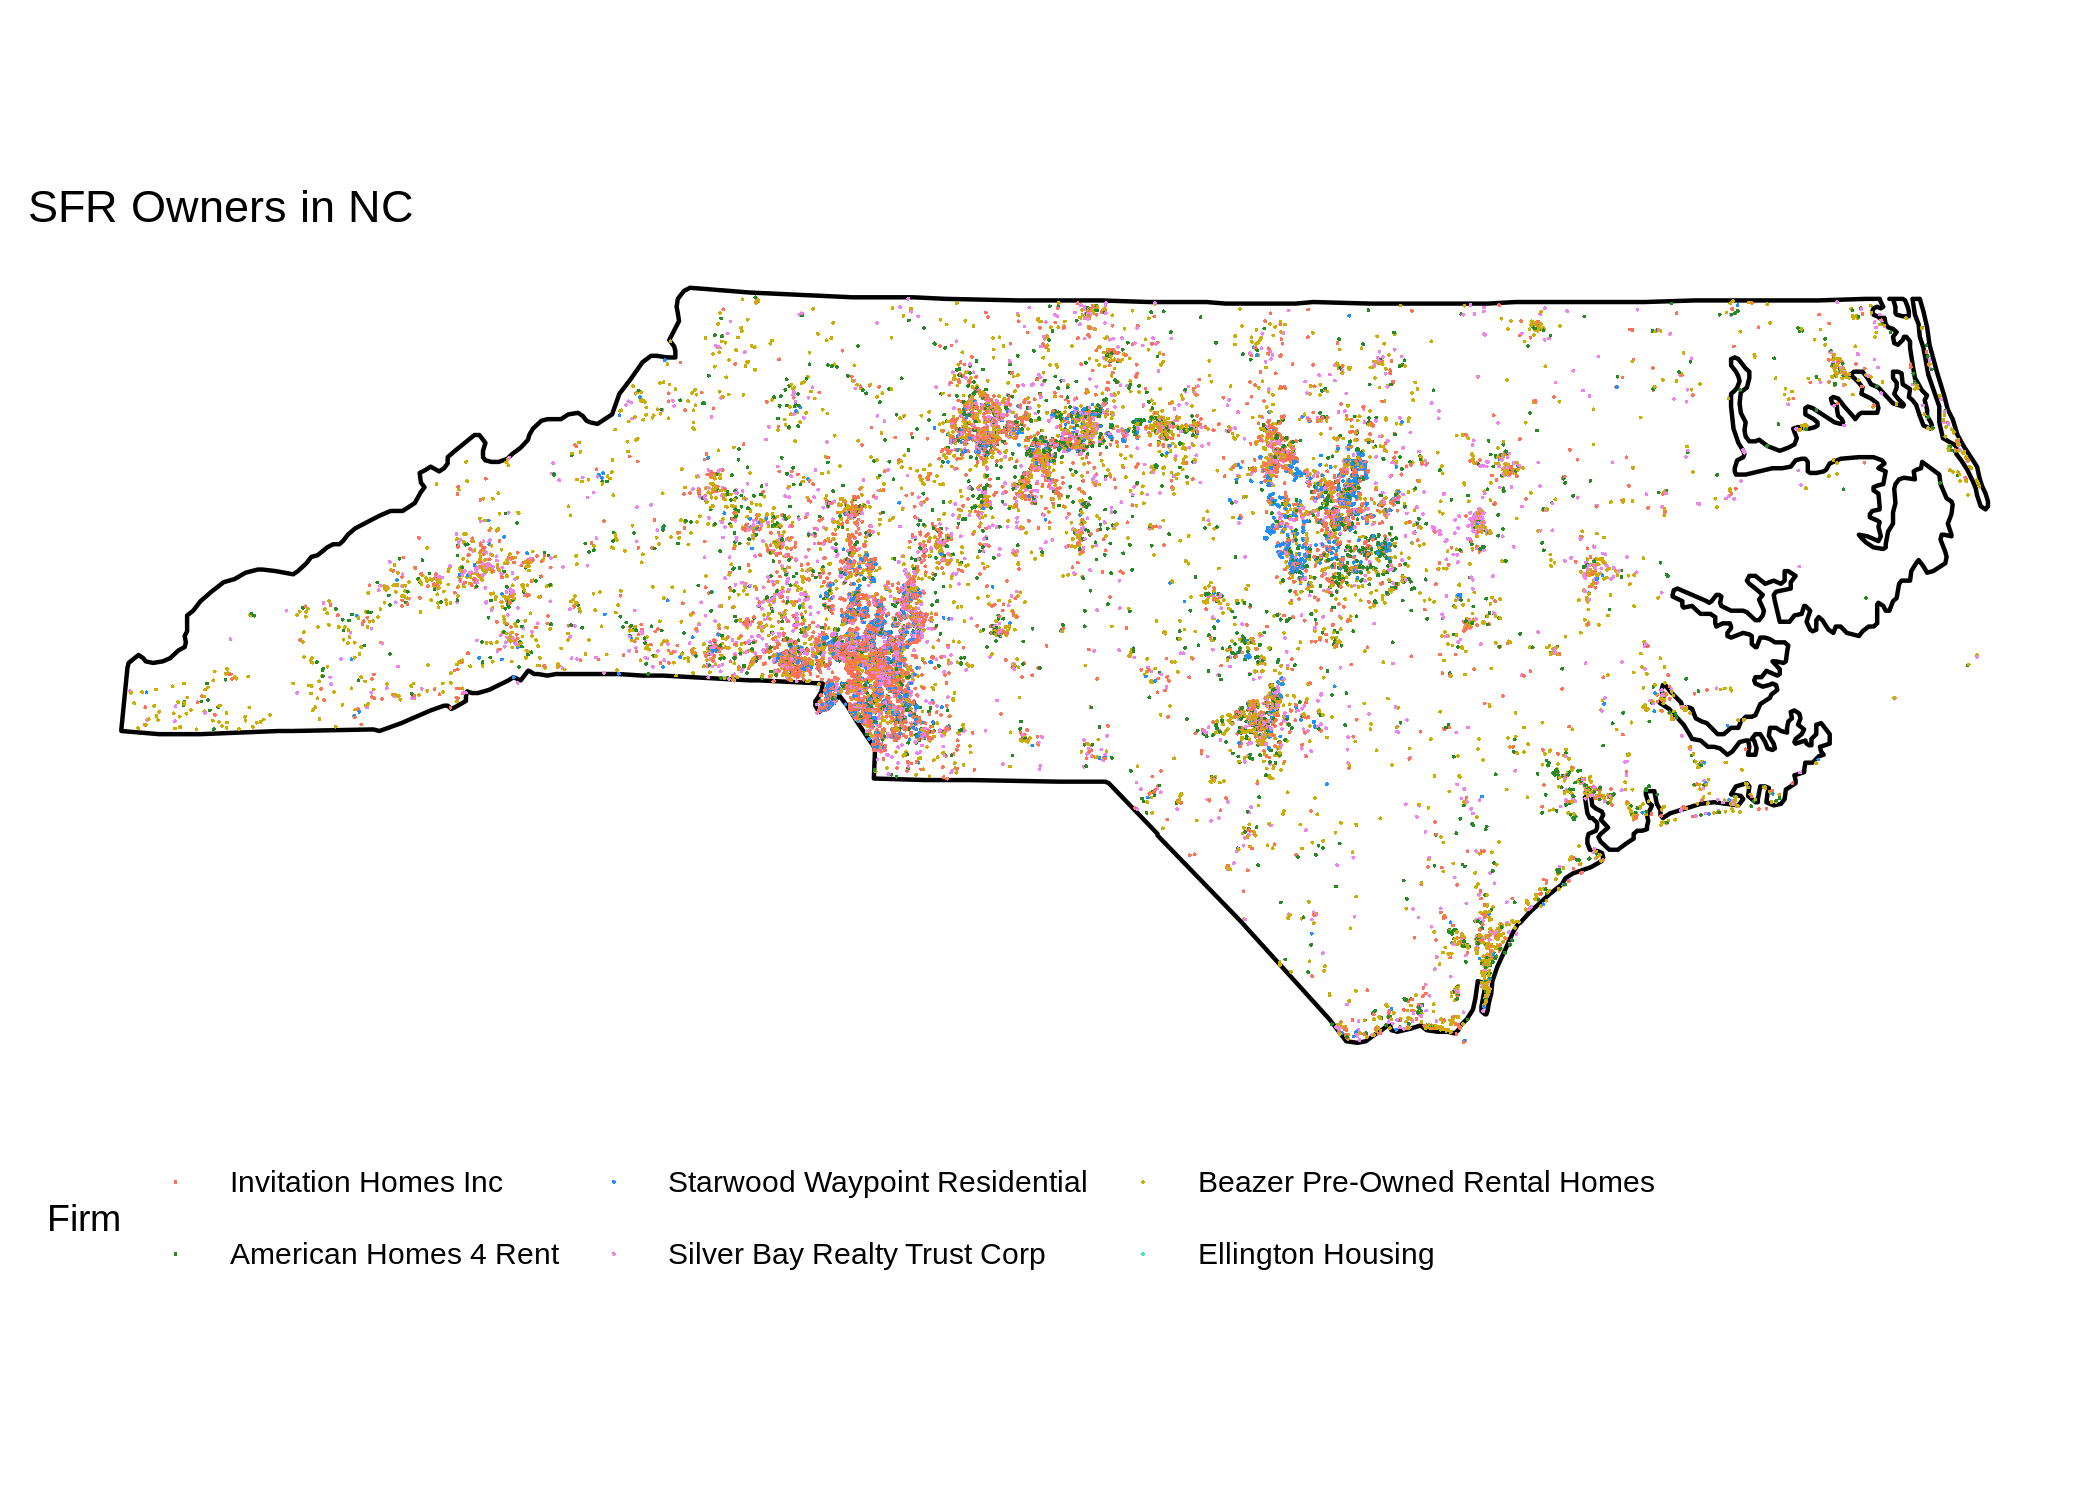 SFR Owners in NC
Invitation Homes Inc
Starwood Waypoint Residential
Beazer Pre-Owned Rental Homes
Firm
American Homes 4 Rent
Silver Bay Realty Trust Corp
Ellington Housing